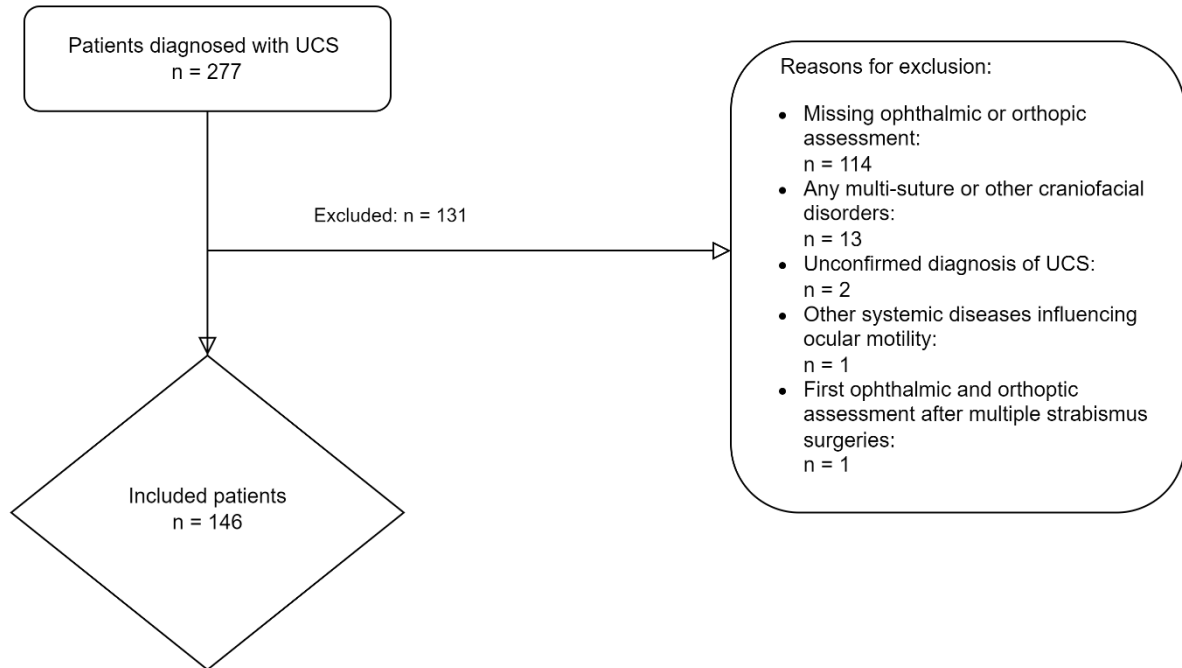 Patients diagnosed with UCS
n = 277
Excluded: n = 131
Reasons for exclusion:
• Missing ophthalmic or orthopic
assessment:
n = 114
• Any multi-suture or other craniofacial
disorders:
n = 13
• Unconfirmed diagnosis of UCS:
n = 2
• Other systemic diseases influencing
ocular motility:
n = 1
• First ophthalmic and orthoptic
assessment after multiple strabismus
surgeries:
n = 1
Included patients
n = 146